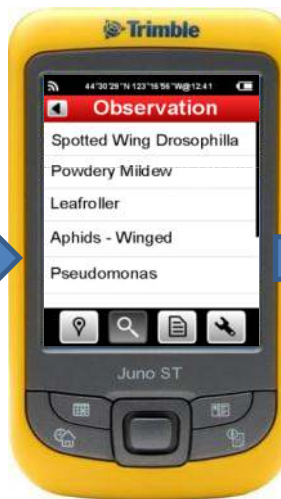 Trimble
44°30'29"N 123°16'56"W@12:41
Observation
Spotted Wing Drosophilla
Powdery Mildew
Leafroller
Aphids - Winged
Pseudomonas
Juno ST